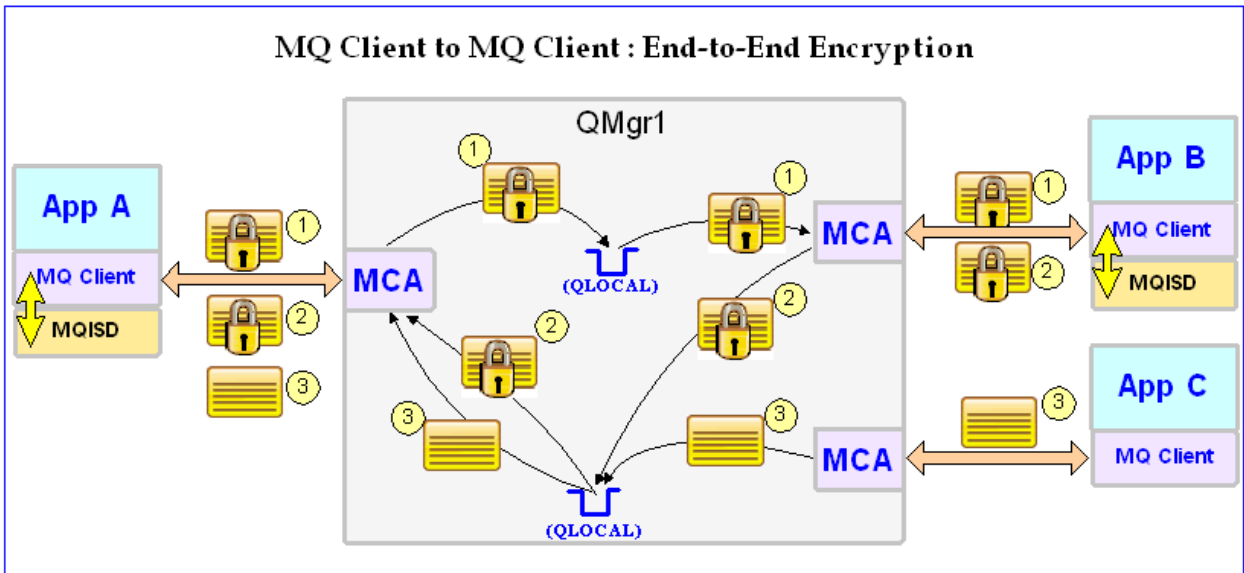 MQ Client to MQ Client : End-to-End Encryption
QMgr1
App A
MQ Client
MQISD
1
2
3
MCA
1
(QLOCAL)
1
MCA
2
2
3
3
(QLOCAL)
MCA
1
2
App B
MQ Client
MQISD
3
App C
MQ Client